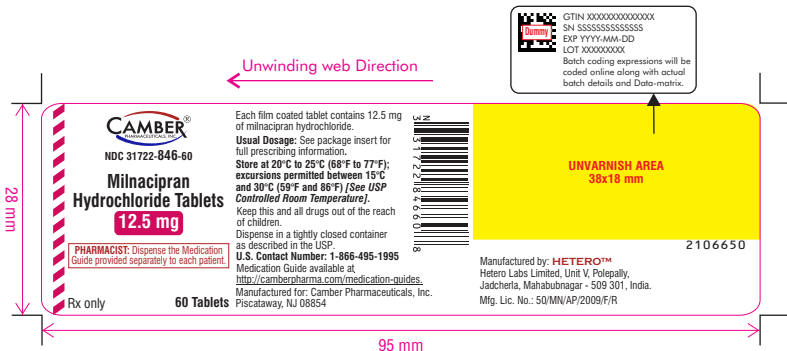 GTIN XXXXXXXXXXXXXX
SN SSSSSSSSSSSSSS
EXP YYYY-MM-DD
LOT XXXXXXXXX
Batch coding expressions will be
coded online along with actual
batch details and Data-matrix.
Dummy
Unwinding web Direction
CAMBER®
PHARMACEUTICALS, INC.
NDC 31722-846-60
Milnacipran
Hydrochloride Tablets
12.5 mg
PHARMACIST: Dispense the Medication
Guide provided separately to each patient.
Rx only 60 Tablets
Each film coated tablet contains 12.5 mg
of milnacipran hydrochloride.
Usual Dosage: See package insert for
full prescribing information.
Store at 20°C to 25°C (68°F to 77°F);
excursions permitted between 15°C
and 30°C (59°F and 86°F) [See USP
Controlled Room Temperature].
Keep this and all drugs out of the reach
of children.
Dispense in a tightly closed container
as described in the USP.
U.S. Contact Number: 1-866-495-1995
Medication Guide available at
http://camberpharma.com/medication-guides.
Manufactured for: Camber Pharmaceuticals, Inc.
Piscataway, NJ 08854
N
3 31722 84660 8
UNVARNISH AREA
38x18 mm
2106650
Manufactured by: HETERO™
Hetero Labs Limited, Unit V, Polepally,
Jadcherla, Mahabubnagar - 509 301, India.
Mfg. Lic. No.: 50/MN/AP/2009/F/R
28 mm
95 mm